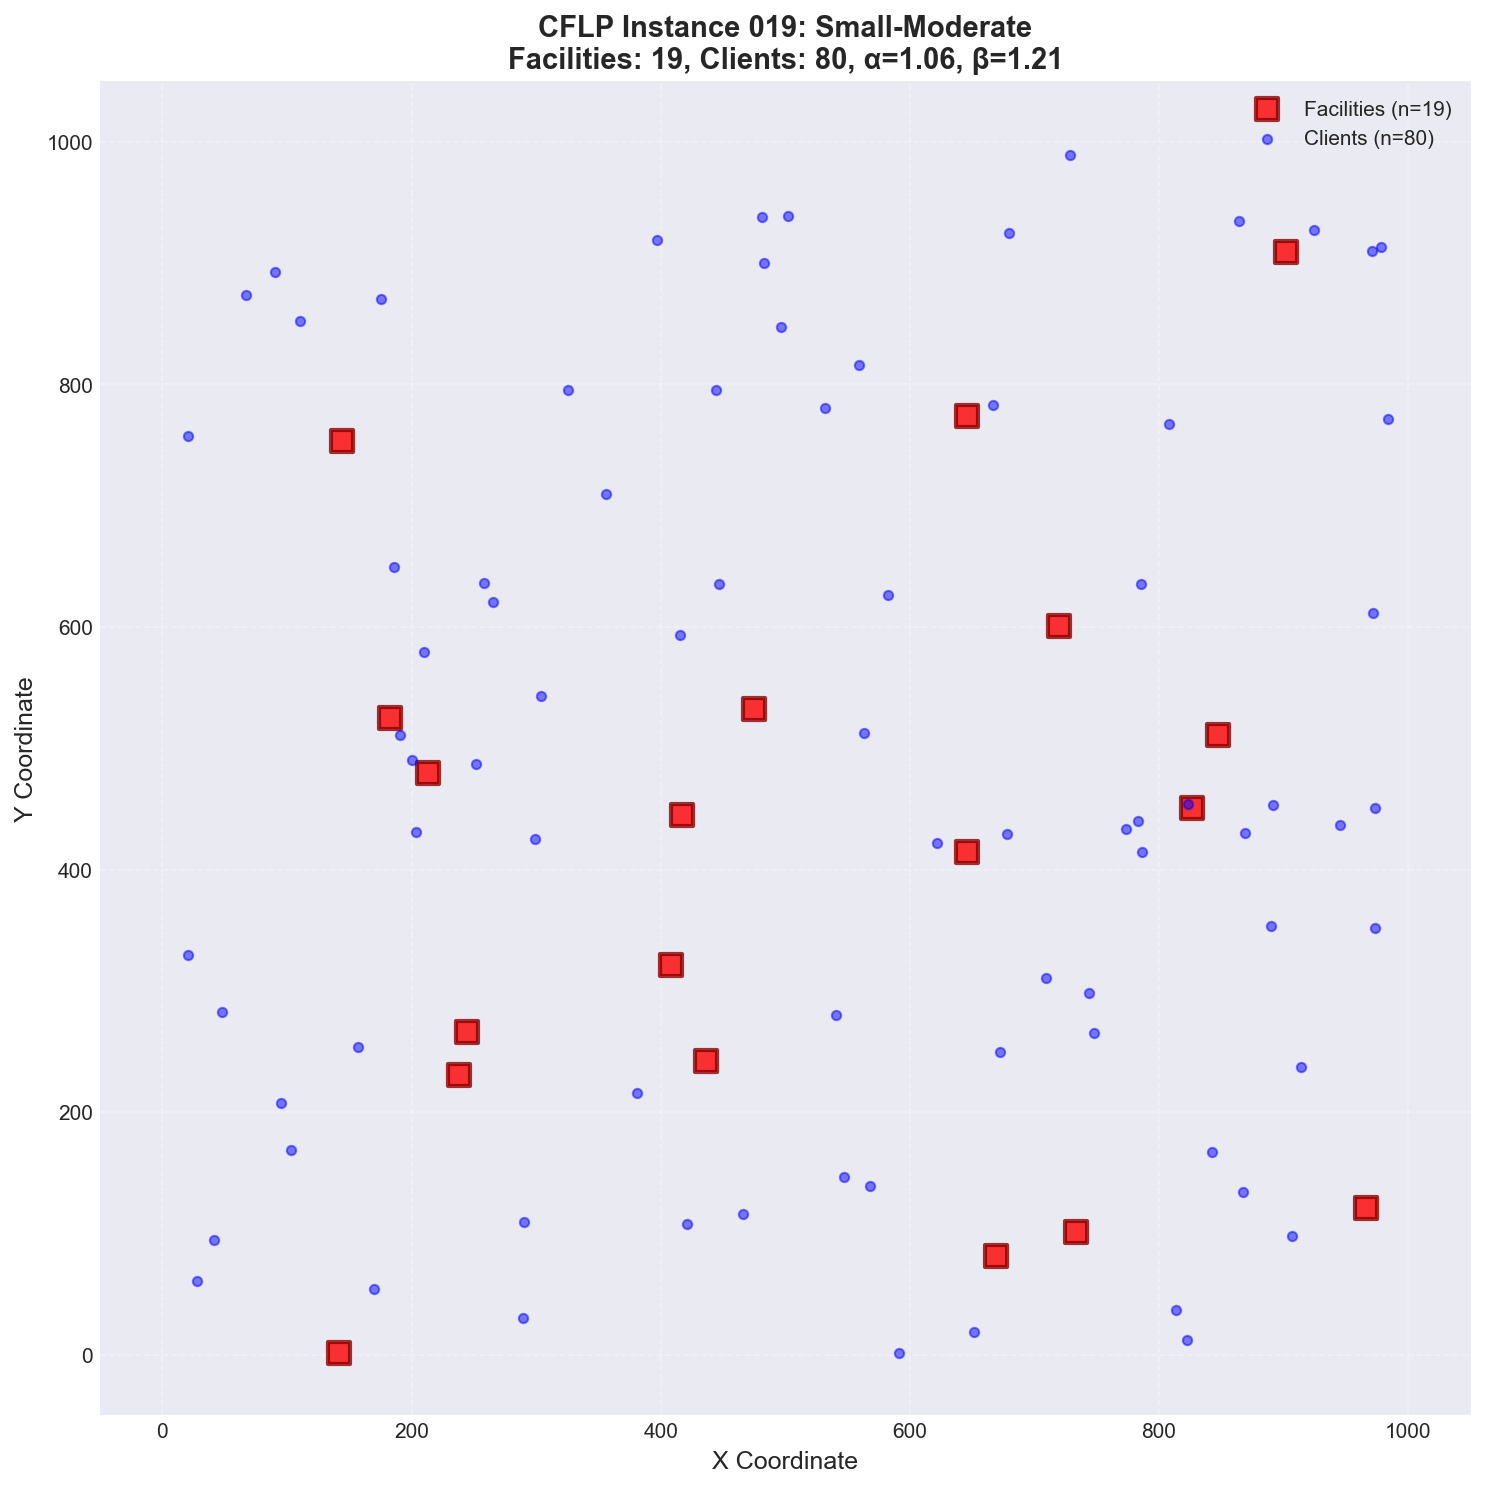 CFLP Instance 019: Small-Moderate
Facilities: 19, Clients: 80, α=1.06, β=1.21
Facilities (n=19)
Clients (n=80)
Y Coordinate
1000
800
600
400
200
0
0 200 400 600 800 1000
X Coordinate